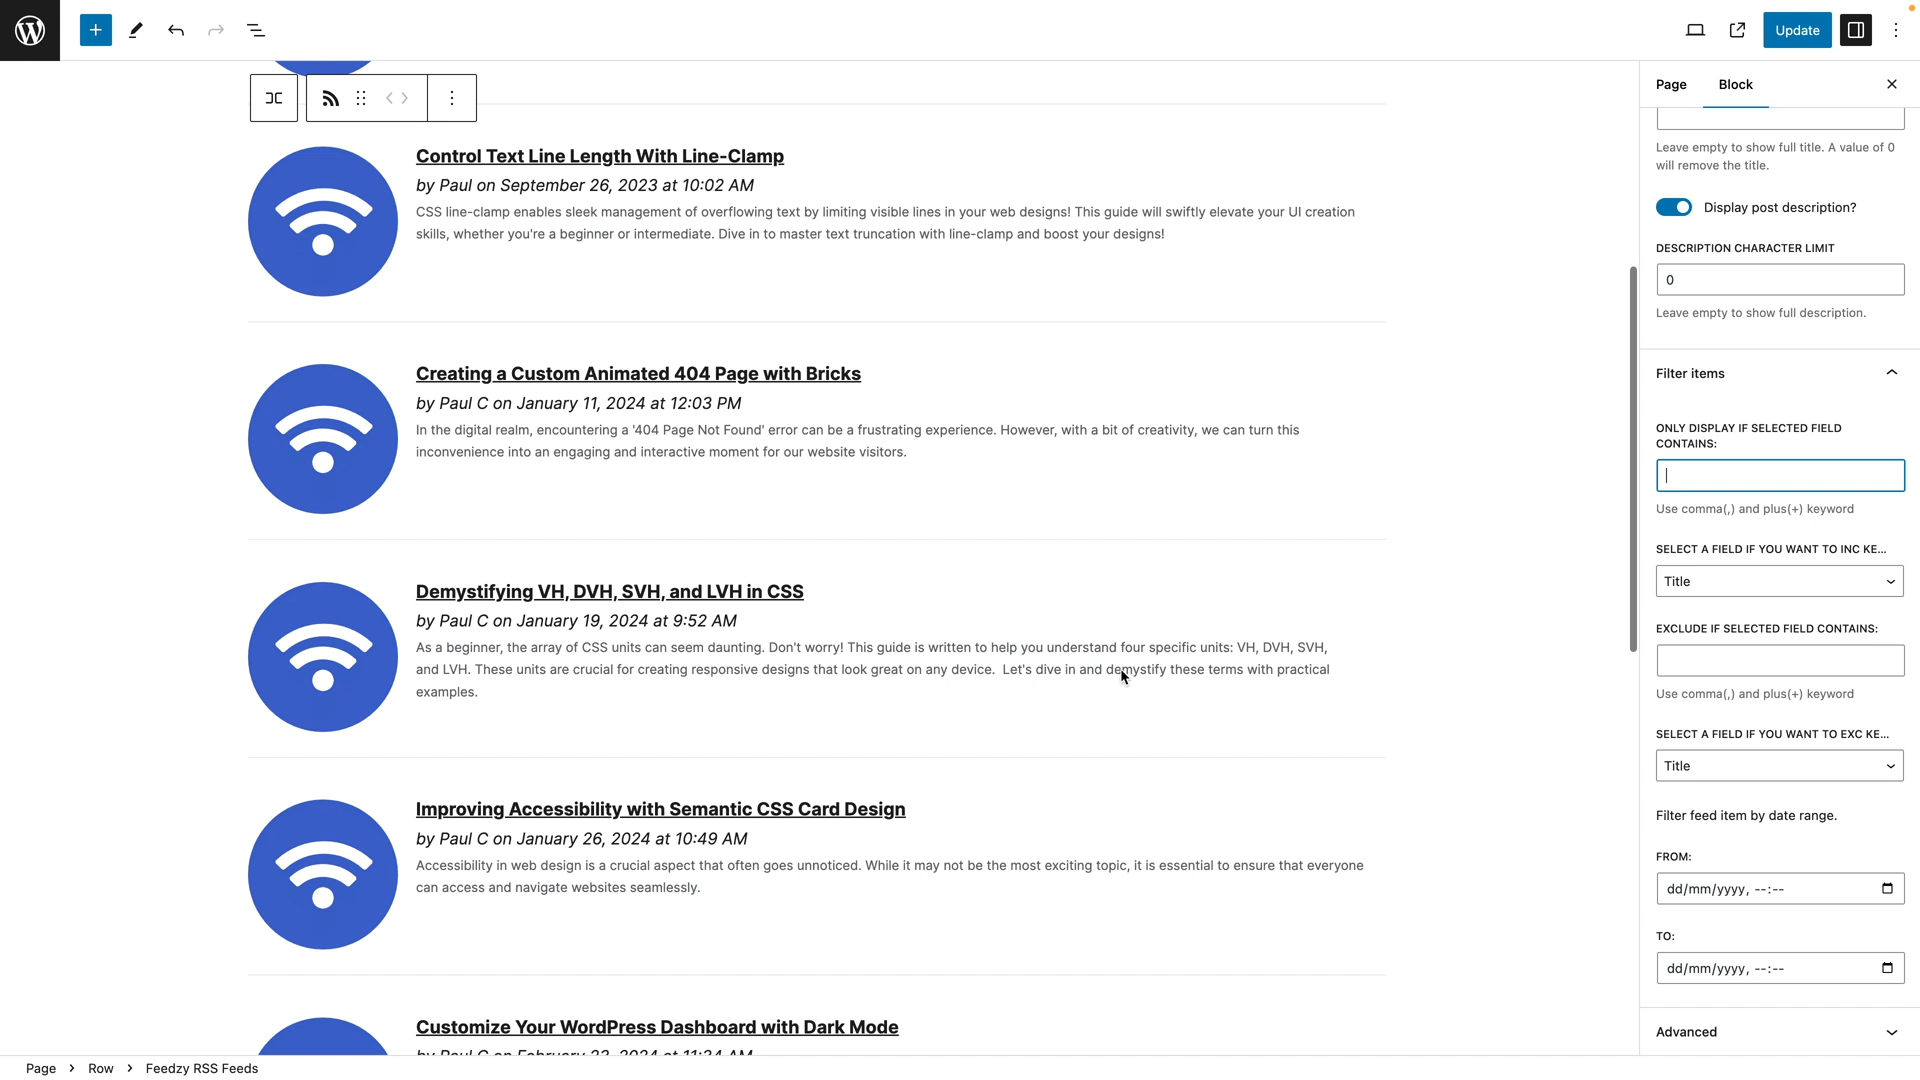 Update
Page
Block
Leave empty to show full title. A value of 0
will remove the title.
Display post description?
DESCRIPTION CHARACTER LIMIT
0
Leave empty to show full description.
Filter items
ONLY DISPLAY IF SELECTED FIELD
CONTAINS:
Use comma(,) and plus(+) keyword
SELECT A FIELD IF YOU WANT TO INC KE...
Title
EXCLUDE IF SELECTED FIELD CONTAINS:
Use comma(,) and plus(+) keyword
SELECT A FIELD IF YOU WANT TO EXC KE...
Title
Filter feed item by date range.
FROM:
dd/mm/yyyy, --:--
TO:
dd/mm/yyyy, --:--
Advanced
Control Text Line Length With Line-Clamp
by Paul on September 26, 2023 at 10:02 AM
CSS line-clamp enables sleek management of overflowing text by limiting visible lines in your web designs! This guide will swiftly elevate your UI creation
skills, whether you're a beginner or intermediate. Dive in to master text truncation with line-clamp and boost your designs!
Creating a Custom Animated 404 Page with Bricks
by Paul C on January 11, 2024 at 12:03 PM
In the digital realm, encountering a '404 Page Not Found' error can be a frustrating experience. However, with a bit of creativity, we can turn this
inconvenience into an engaging and interactive moment for our website visitors.
Demystifying VH, DVH, SVH, and LVH in CSS
by Paul C on January 19, 2024 at 9:52 AM
As a beginner, the array of CSS units can seem daunting. Don't worry! This guide is written to help you understand four specific units: VH, DVH, SVH,
and LVH. These units are crucial for creating responsive designs that look great on any device.  Let's dive in and demystify these terms with practical
examples.
Improving Accessibility with Semantic CSS Card Design
by Paul C on January 26, 2024 at 10:49 AM
Accessibility in web design is a crucial aspect that often goes unnoticed. While it may not be the most exciting topic, it is essential to ensure that everyone
can access and navigate websites seamlessly.
Customize Your WordPress Dashboard with Dark Mode
by Paul C on February 23, 2024 at 11:34 AM
Page > Row > Feedzy RSS Feeds